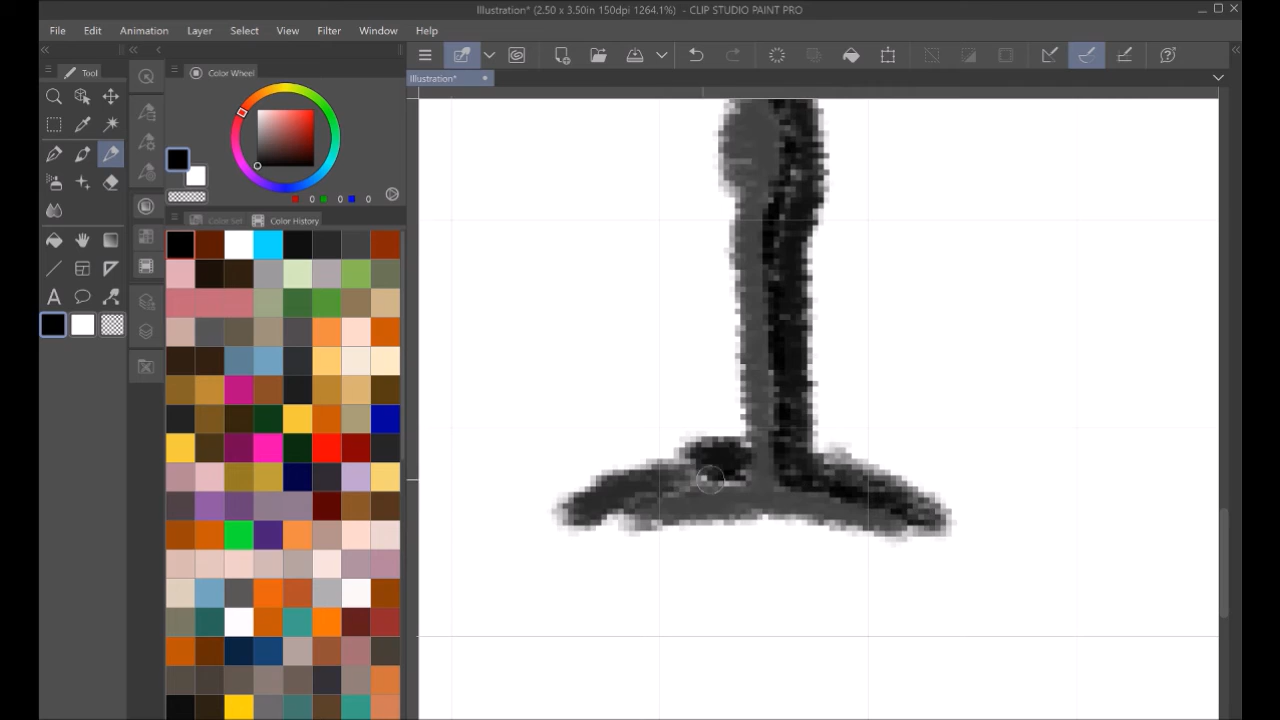 Illustration* (2.50 x 3.50in 150dpi 1264.1%) - CLIP STUDIO PAINT PRO
File Edit Animation Layer Select View Filter Window Help
Tool
Color Wheel
Illustration*
0 0 0
Color Set Color History
A